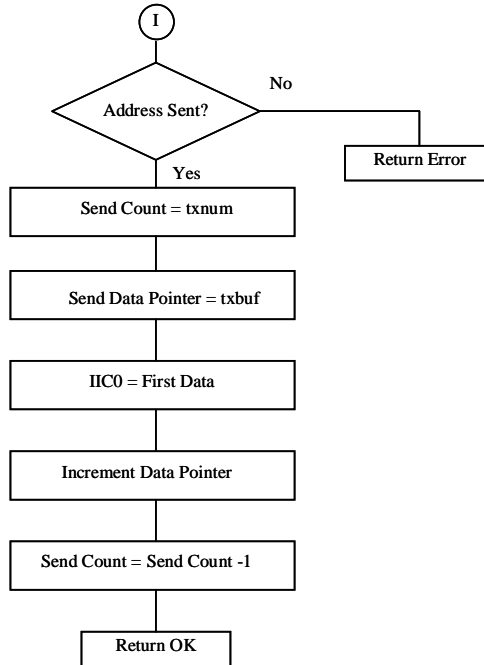 I
Address Sent?
No
Return Error
Yes
Send Count = txnum
Send Data Pointer = txbuf
IIC0 = First Data
Increment Data Pointer
Send Count = Send Count -1
Return OK